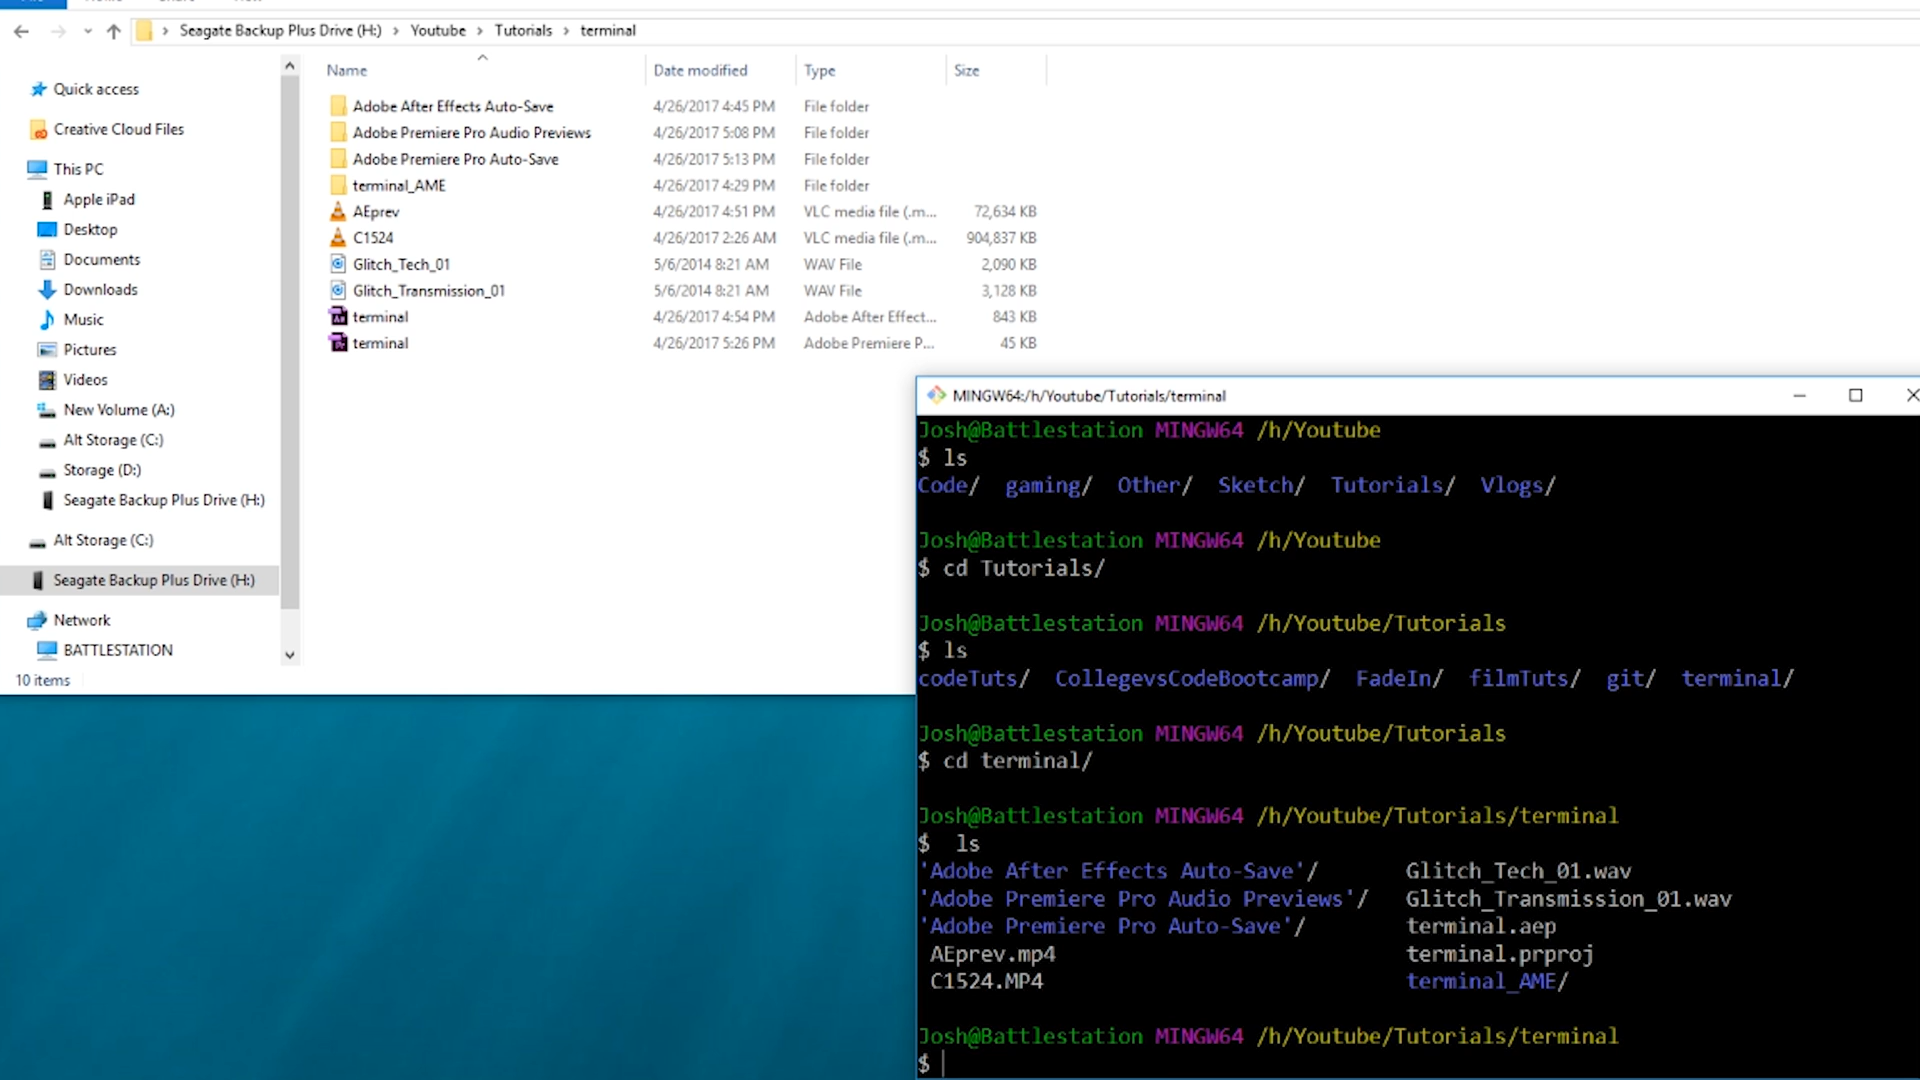 Seagate Backup Plus Drive (H:) › Youtube › Tutorials › terminal
Name Date modified Type Size
Quick access
Creative Cloud Files
This PC
Apple iPad
Desktop
Documents
Downloads
Music
Pictures
Videos
New Volume (A:)
Alt Storage (C:)
Storage (D:)
Seagate Backup Plus Drive (H:)
Alt Storage (C:)
Seagate Backup Plus Drive (H:)
Network
BATTLESTATION
10 items
Adobe After Effects Auto-Save 4/26/2017 4:45 PM File folder
Adobe Premiere Pro Audio Previews 4/26/2017 5:08 PM File folder
Adobe Premiere Pro Auto-Save 4/26/2017 5:13 PM File folder
terminal_AME 4/26/2017 4:29 PM File folder
AEprev 4/26/2017 4:51 PM VLC media file (.m... 72,634 KB
C1524 4/26/2017 2:26 AM VLC media file (.m... 904,837 KB
Glitch_Tech_01 5/6/2014 8:21 AM WAV File 2,090 KB
Glitch_Transmission_01 5/6/2014 8:21 AM WAV File 3,128 KB
terminal 4/26/2017 4:54 PM Adobe After Effect... 843 KB
terminal 4/26/2017 5:26 PM Adobe Premiere P... 45 KB
MINGW64:/h/Youtube/Tutorials/terminal
Josh@Battlestation MINGW64 /h/Youtube
$ ls
Code/ gaming/ Other/ Sketch/ Tutorials/ Vlogs/
Josh@Battlestation MINGW64 /h/Youtube
$ cd Tutorials/
Josh@Battlestation MINGW64 /h/Youtube/Tutorials
$ ls
codeTuts/ CollegevsCodeBootcamp/ FadeIn/ filmTuts/ git/ terminal/
Josh@Battlestation MINGW64 /h/Youtube/Tutorials
$ cd terminal/
Josh@Battlestation MINGW64 /h/Youtube/Tutorials/terminal
$ ls
'Adobe After Effects Auto-Save'/ Glitch_Tech_01.wav
'Adobe Premiere Pro Audio Previews'/ Glitch_Transmission_01.wav
'Adobe Premiere Pro Auto-Save'/ terminal.aep
AEprev.mp4 terminal.prproj
C1524.MP4 terminal_AME/
Josh@Battlestation MINGW64 /h/Youtube/Tutorials/terminal
$